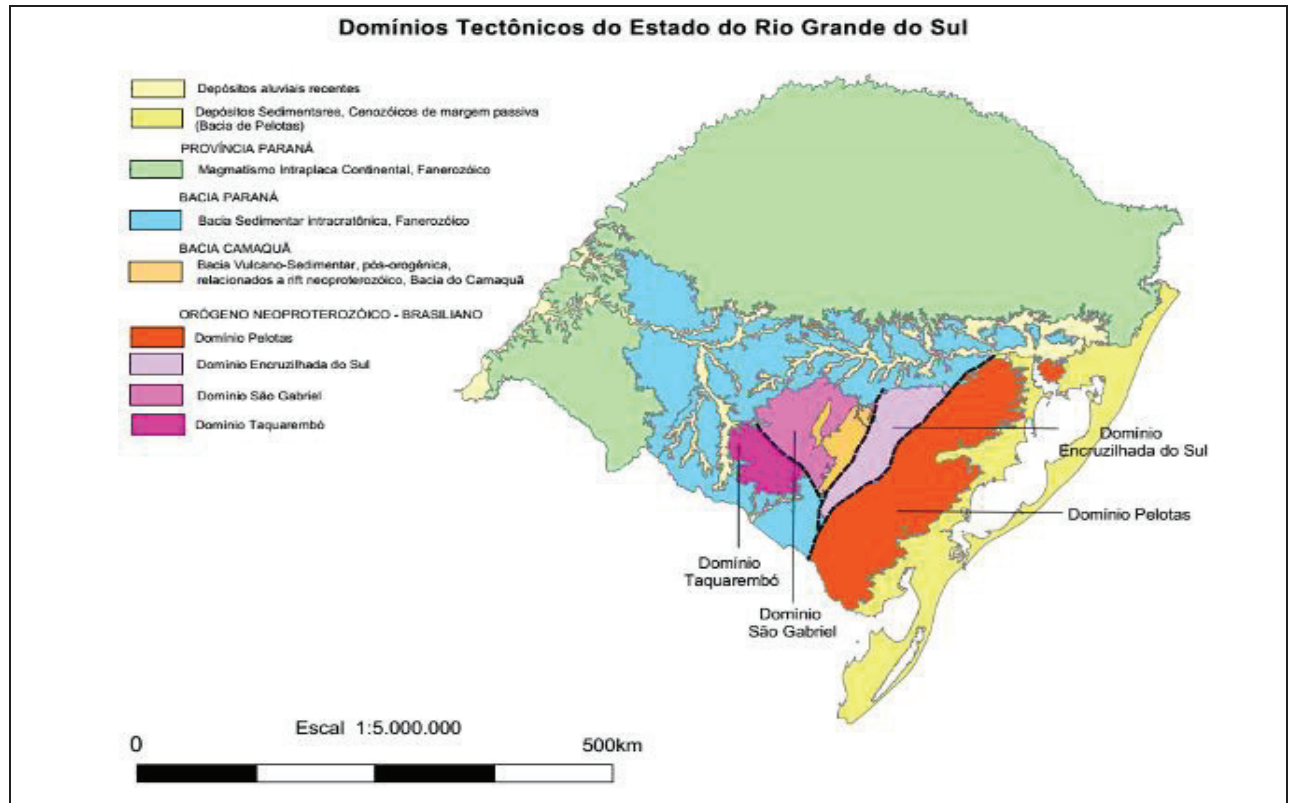 Domínios Tectônicos do Estado do Rio Grande do Sul
Depósitos aluviais recentes
Depósitos Sedimentares, Cenozóicos de margem passiva
(Bacia de Pelotas)
PROVÍNCIA PARANÁ
Magmatismo Intraplaca Continental, Fanerozóico
BACIA PARANÁ
Bacia Sedimentar intracratônica, Fanerozóico
BACIA CAMAQUÃ
Bacia Vulcano-Sedimentar, pós-orogênica,
relacionados a rift neoproterozóico, Bacia do Camaquã
ORÓGENO NEOPROTEROZÓICO - BRASILIANO
Domínio Pelotas
Domínio Encruzilhada do Sul
Domínio São Gabriel
Domínio Taquarembó
Domínio
Encruzilhada do Sul
Domínio Pelotas
Domínio
Taquarembó
Domínio
São Gabriel
Escal 1:5.000.000
0 500km